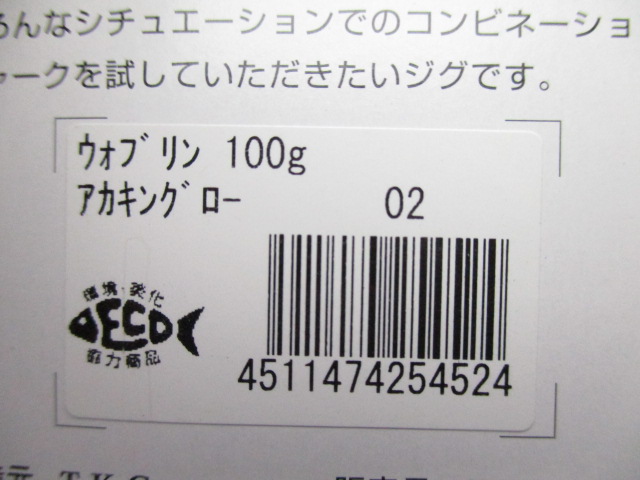 んなシチュエーションでのコンビネーショ
ャークを試していただきたいジグです。
ｳｫﾌﾞﾘﾝ 100g
ｱｶｷﾝｸﾞﾛｰ 02
環境・美化
ECO
協力商品
4511474254524
元 T.K.G